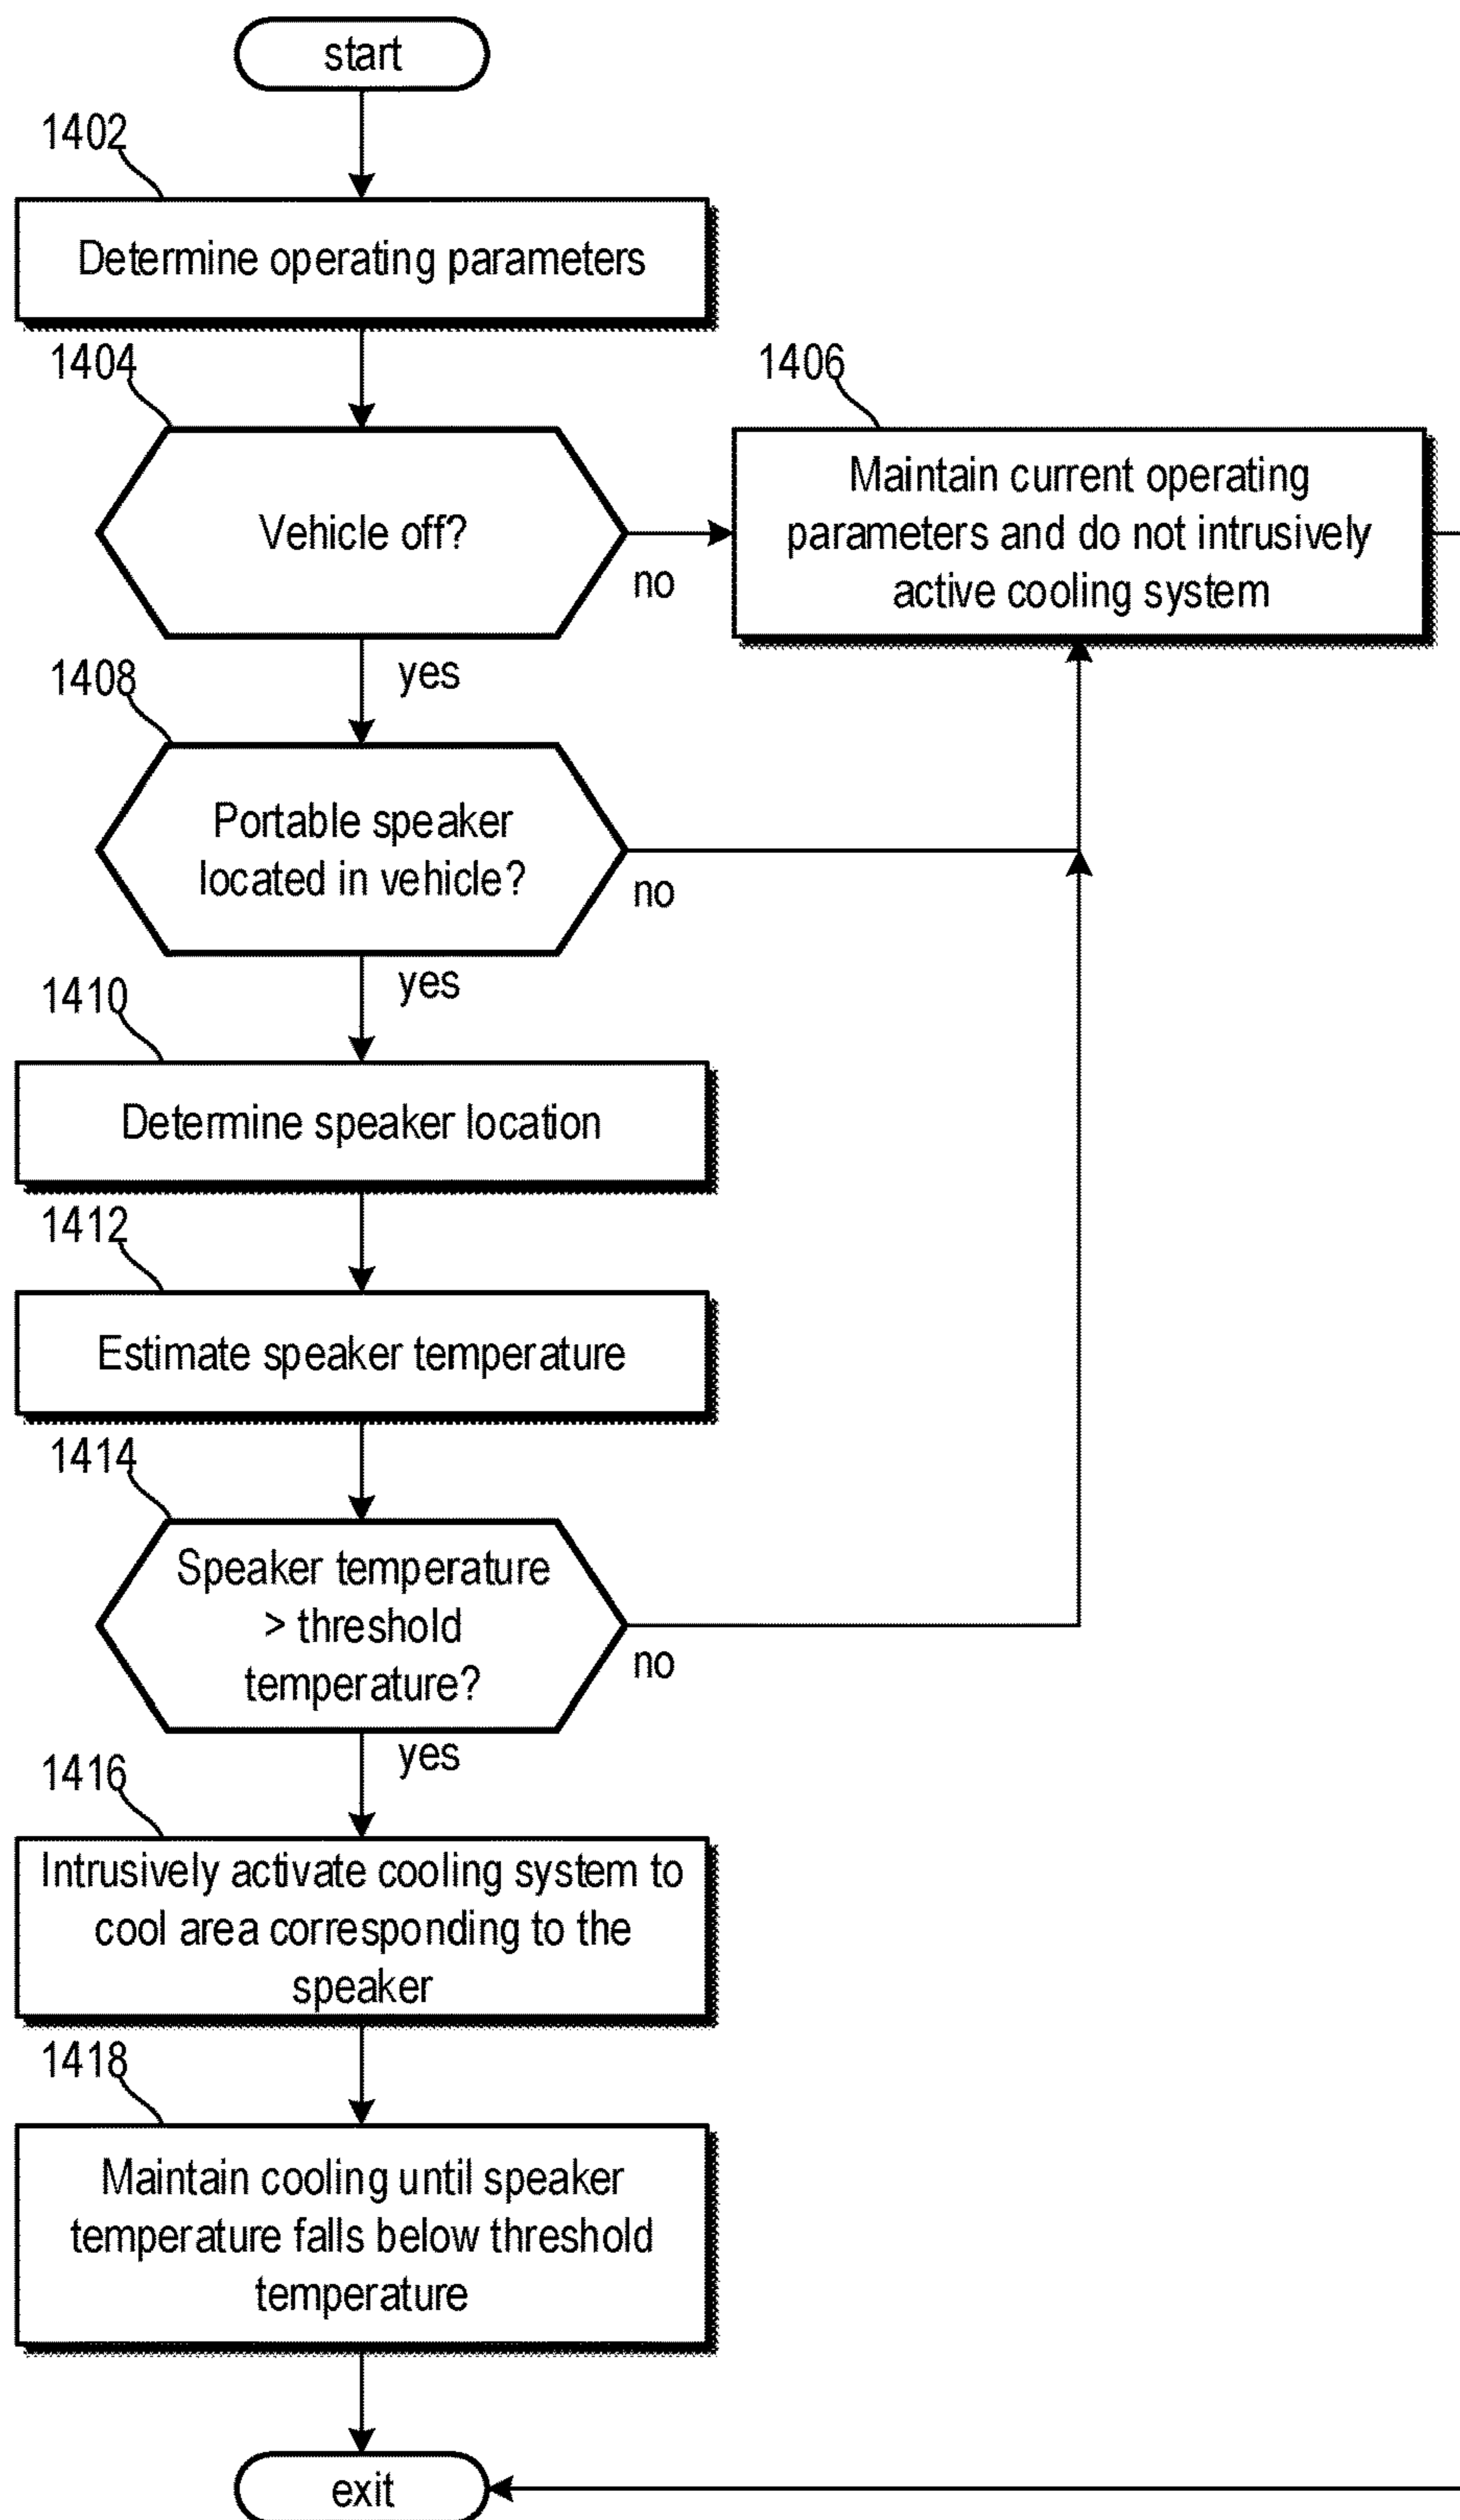 start
1402
Determine operating parameters
1404
Vehicle off?
no
yes
1406
Maintain current operating
parameters and do not intrusively
active cooling system
1408
Portable speaker
located in vehicle?
no
yes
1410
Determine speaker location
1412
Estimate speaker temperature
1414
Speaker temperature
> threshold
temperature?
no
yes
1416
Intrusively activate cooling system to
cool area corresponding to the
speaker
1418
Maintain cooling until speaker
temperature falls below threshold
temperature
exit